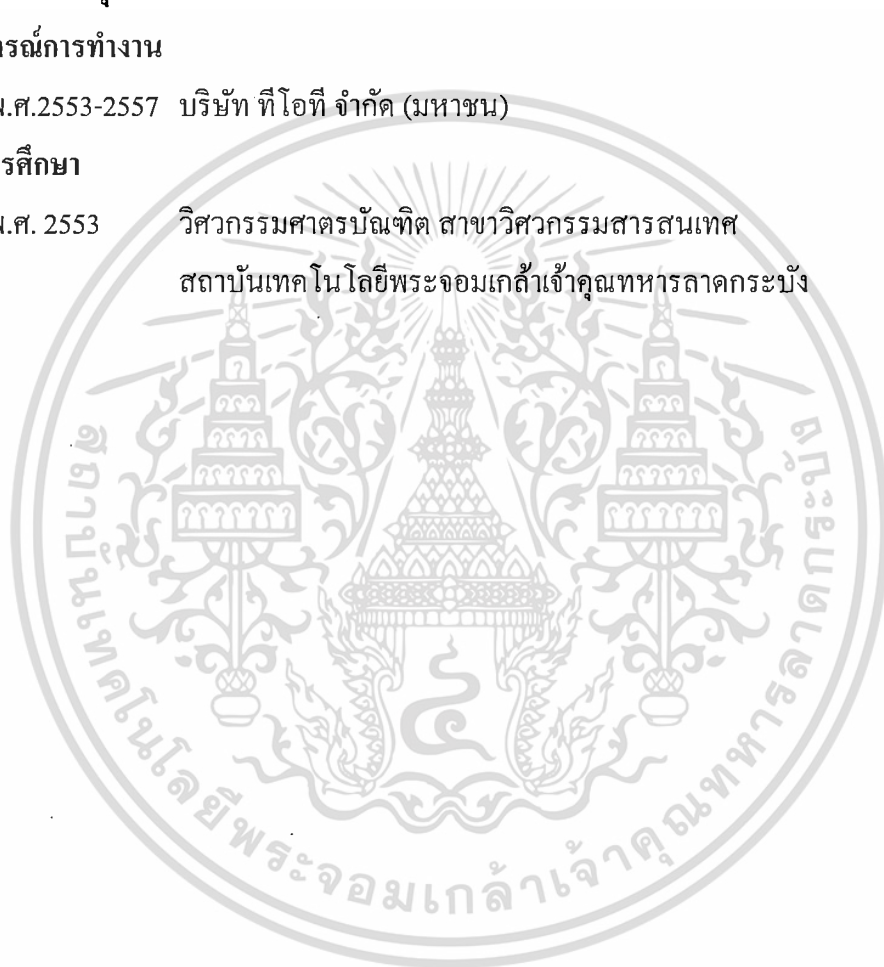 รณ์การทำงาน
พ.ศ.2553-2557 บริษัท ทีโอที จำกัด (มหาชน)
รศึกษา
พ.ศ. 2553 วิศวกรรมศาตรบัณฑิต สาขาวิศวกรรมสารสนเทศ
สถาบันเทคโนโลยีพระจอมเกล้าเจ้าคุณทหารลาดกระบัง
สถาบันเทคโนโลยีพระจอมเกล้าเจ้าคุณทหารลาดกระบัง